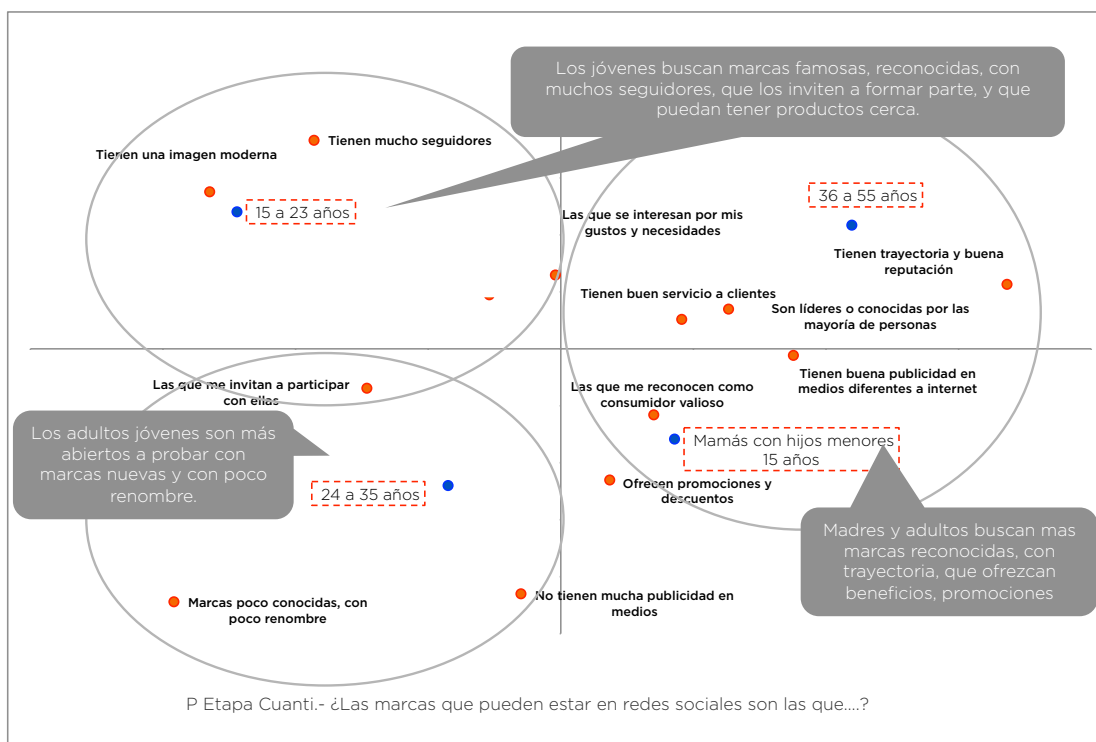 Los jóvenes buscan marcas famosas, reconocidas, con
muchos seguidores, que los inviten a formar parte, y que
puedan tener productos cerca.
Tienen mucho seguidores
Tienen una imagen moderna
15 a 23 años
36 a 55 años
Las que se interesan por mis
gustos y necesidades
Tienen trayectoria y buena
reputación
Tienen buen servicio a clientes
Son líderes o conocidas por las
mayoría de personas
Tienen buena publicidad en
medios diferentes a internet
Las que me invitan a participar
con ellas
Las que me reconocen como
consumidor valioso
Los adultos jóvenes son más
abiertos a probar con
marcas nuevas y con poco
renombre.
Mamás con hijos menores
15 años
24 a 35 años
Ofrecen promociones y
descuentos
Madres y adultos buscan mas
marcas reconocidas, con
trayectoria, que ofrezcan
beneficios, promociones
Marcas poco conocidas, con
poco renombre
No tienen mucha publicidad en
medios
P Etapa Cuanti.- ¿Las marcas que pueden estar en redes sociales son las que....?